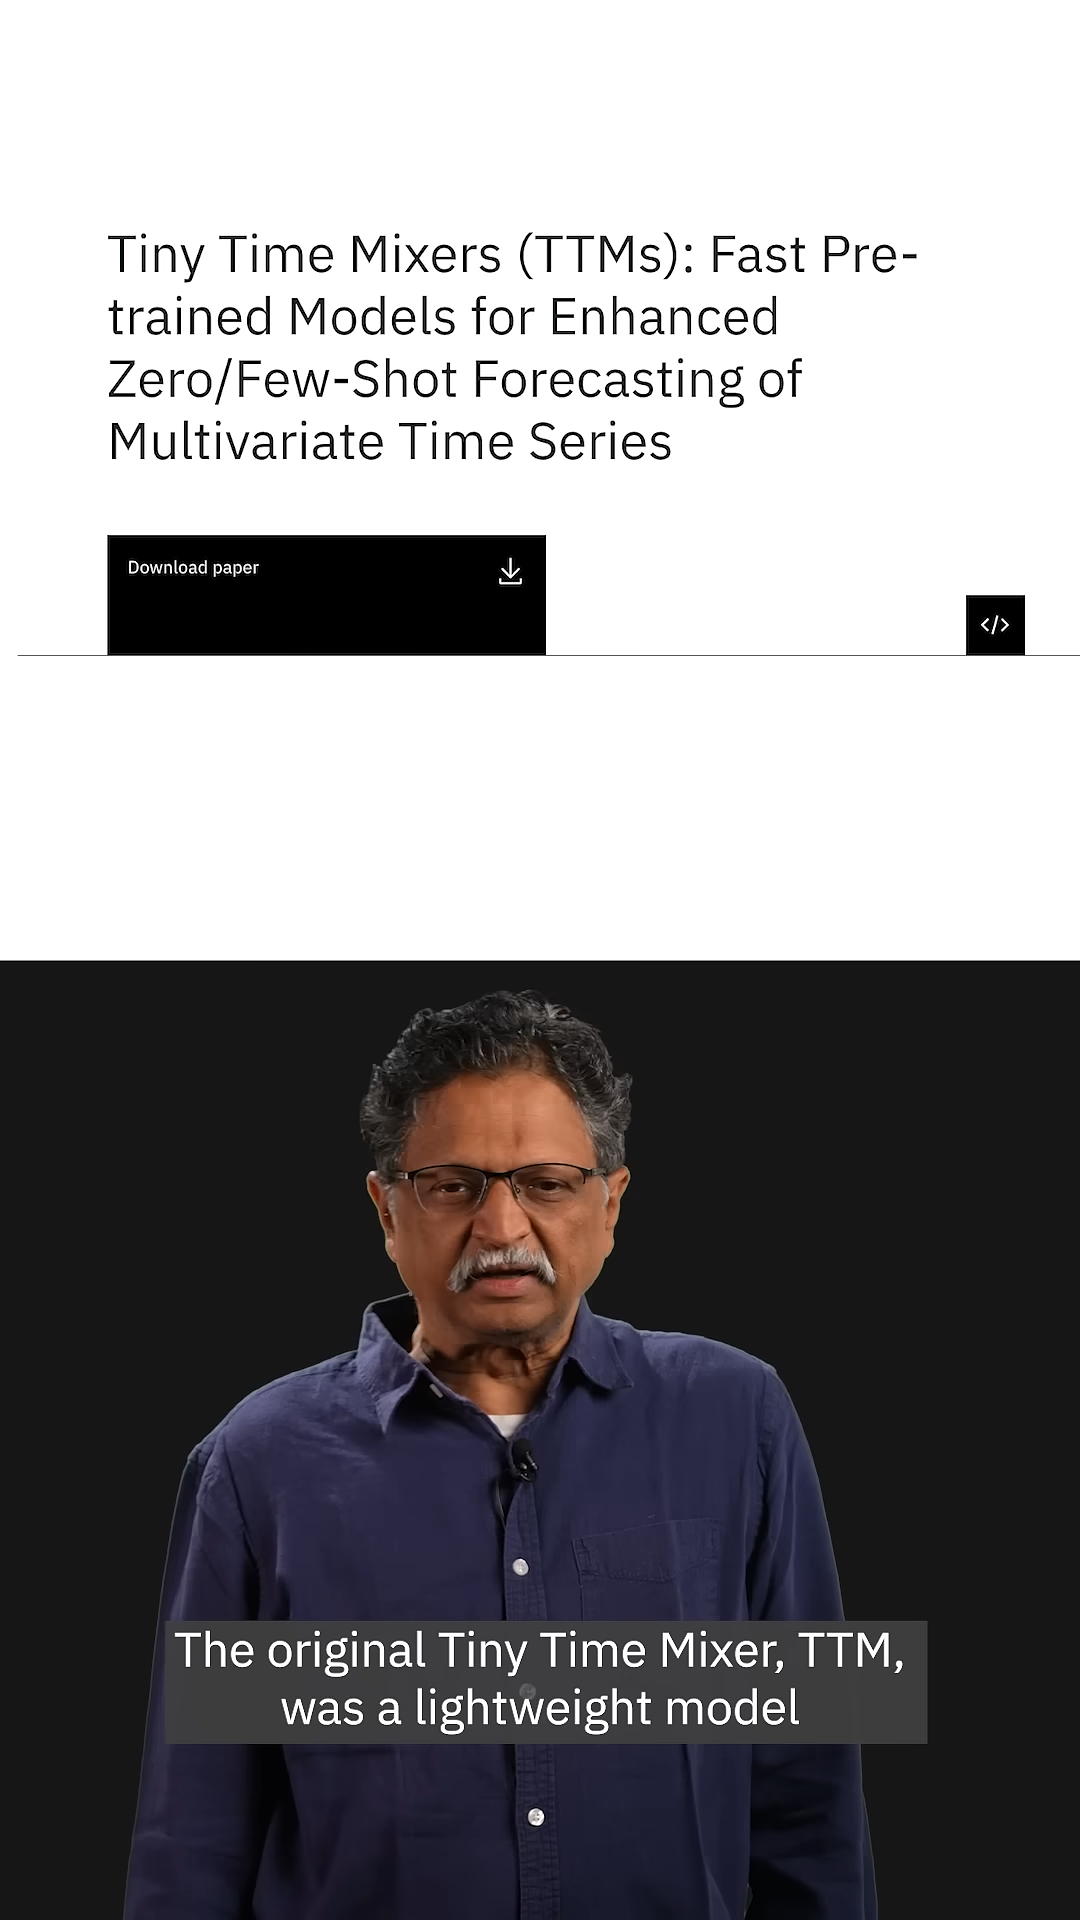 Tiny Time Mixers (TTMs): Fast Pre-
trained Models for Enhanced
Zero/Few-Shot Forecasting of
Multivariate Time Series
Download paper
</>
The original Tiny Time Mixer, TTM,
was a lightweight model